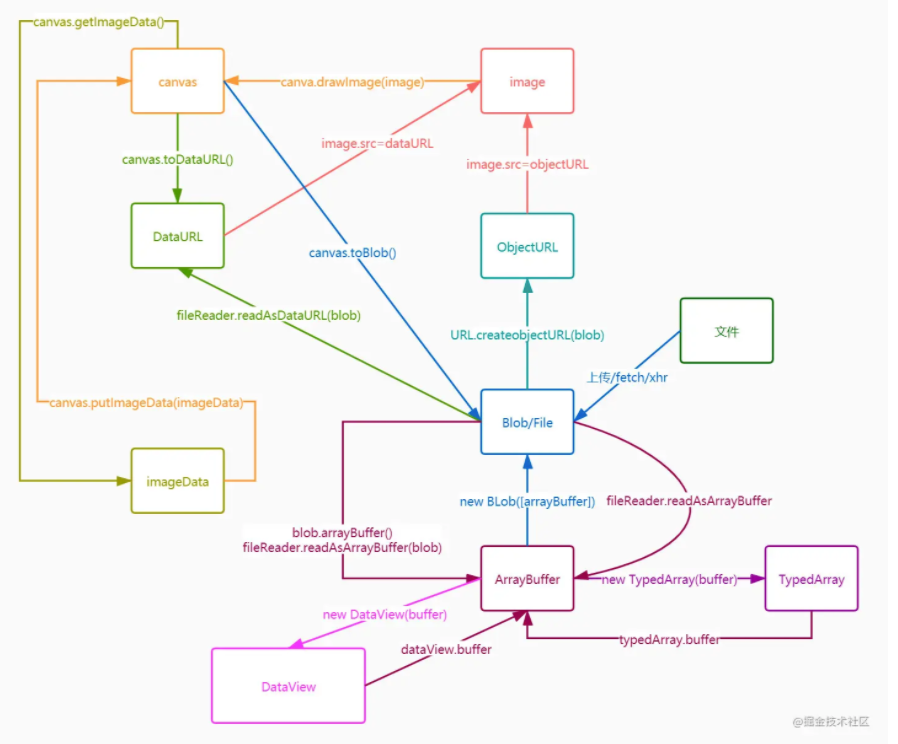 canvas.getImageData()
canvas
canva.drawImage(image)
image
image.src=dataURL
canvas.toDataURL()
image.src=objectURL
DataURL
ObjectURL
canvas.toBlob()
fileReader.readAsDataURL(blob)
URL.createobjectURL(blob)
文件
上传/fetch/xhr
canvas.putImageData(imageData)
Blob/File
imageData
new BLob([arrayBuffer])
fileReader.readAsArrayBuffer
blob.arrayBuffer()
fileReader.readAsArrayBuffer(blob)
ArrayBuffer
new TypedArray(buffer)
TypedArray
new DataView(buffer)
typedArray.buffer
dataView.buffer
DataView
@掘金技术社区